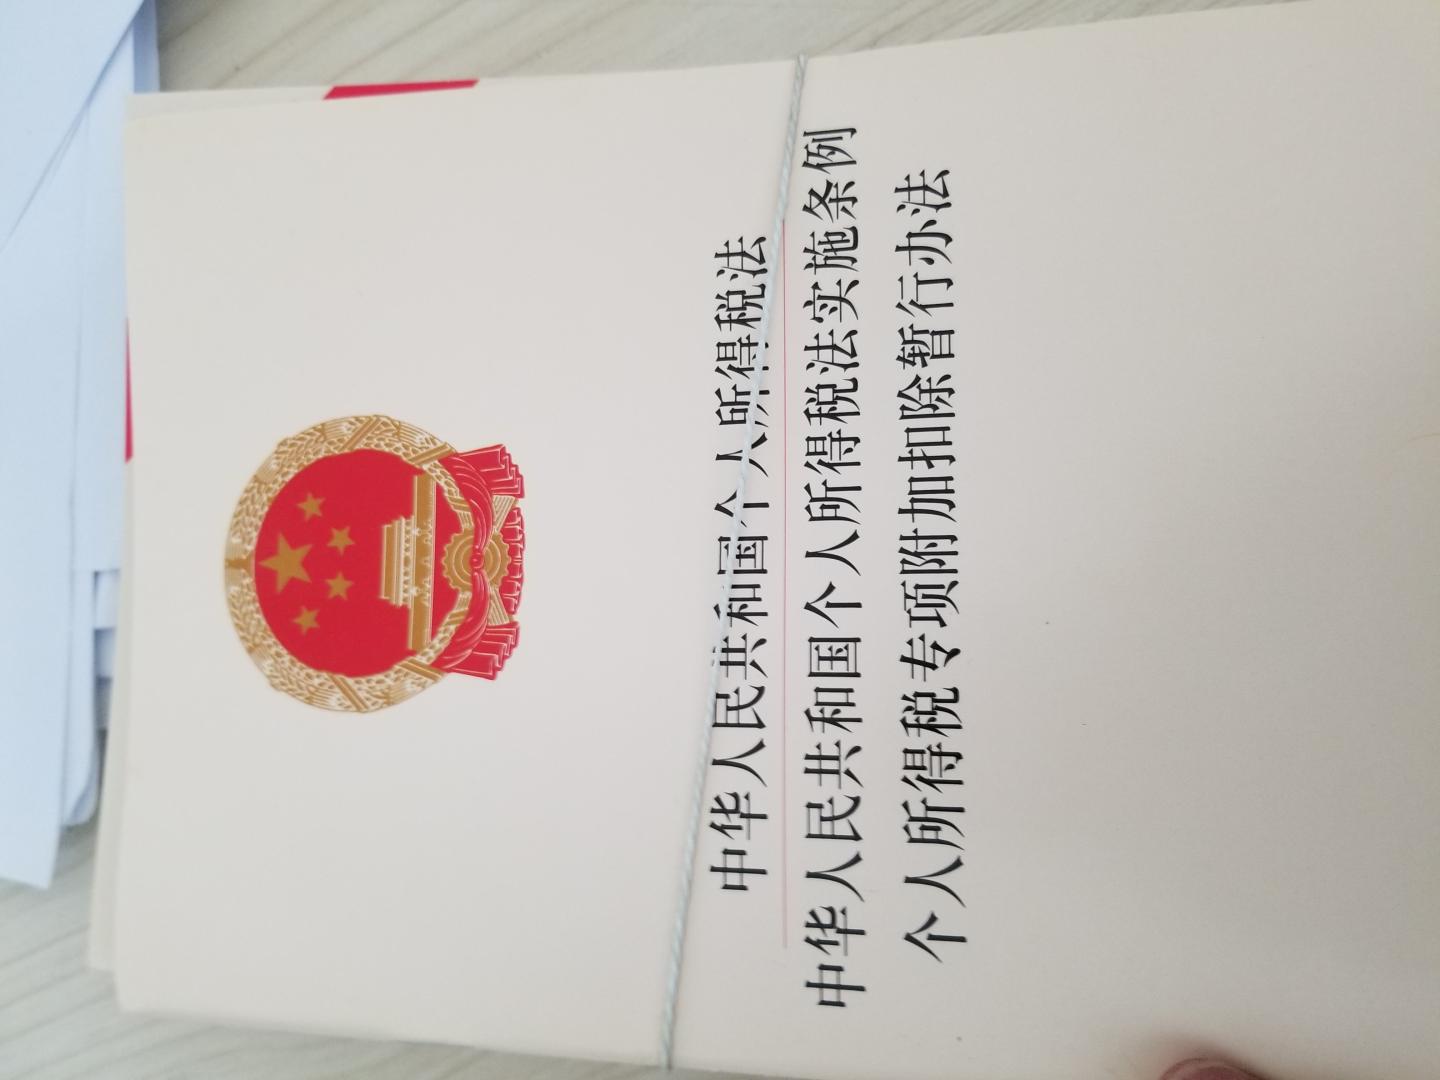 中华人民共和国个人所得税法
中华人民共和国个人所得税法实施条例
个人所得税专项附加扣除暂行办法